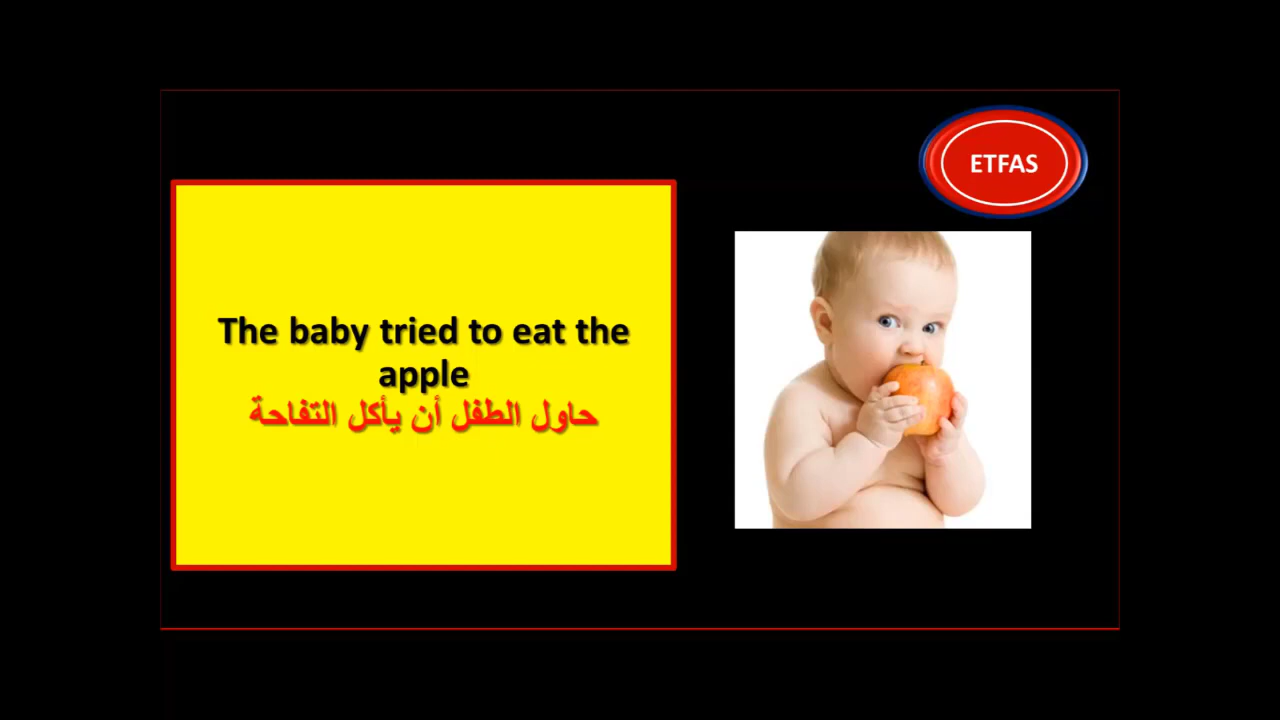 ETFAS
The baby tried to eat the
apple
حاول الطفل أن يأكل التفاحة